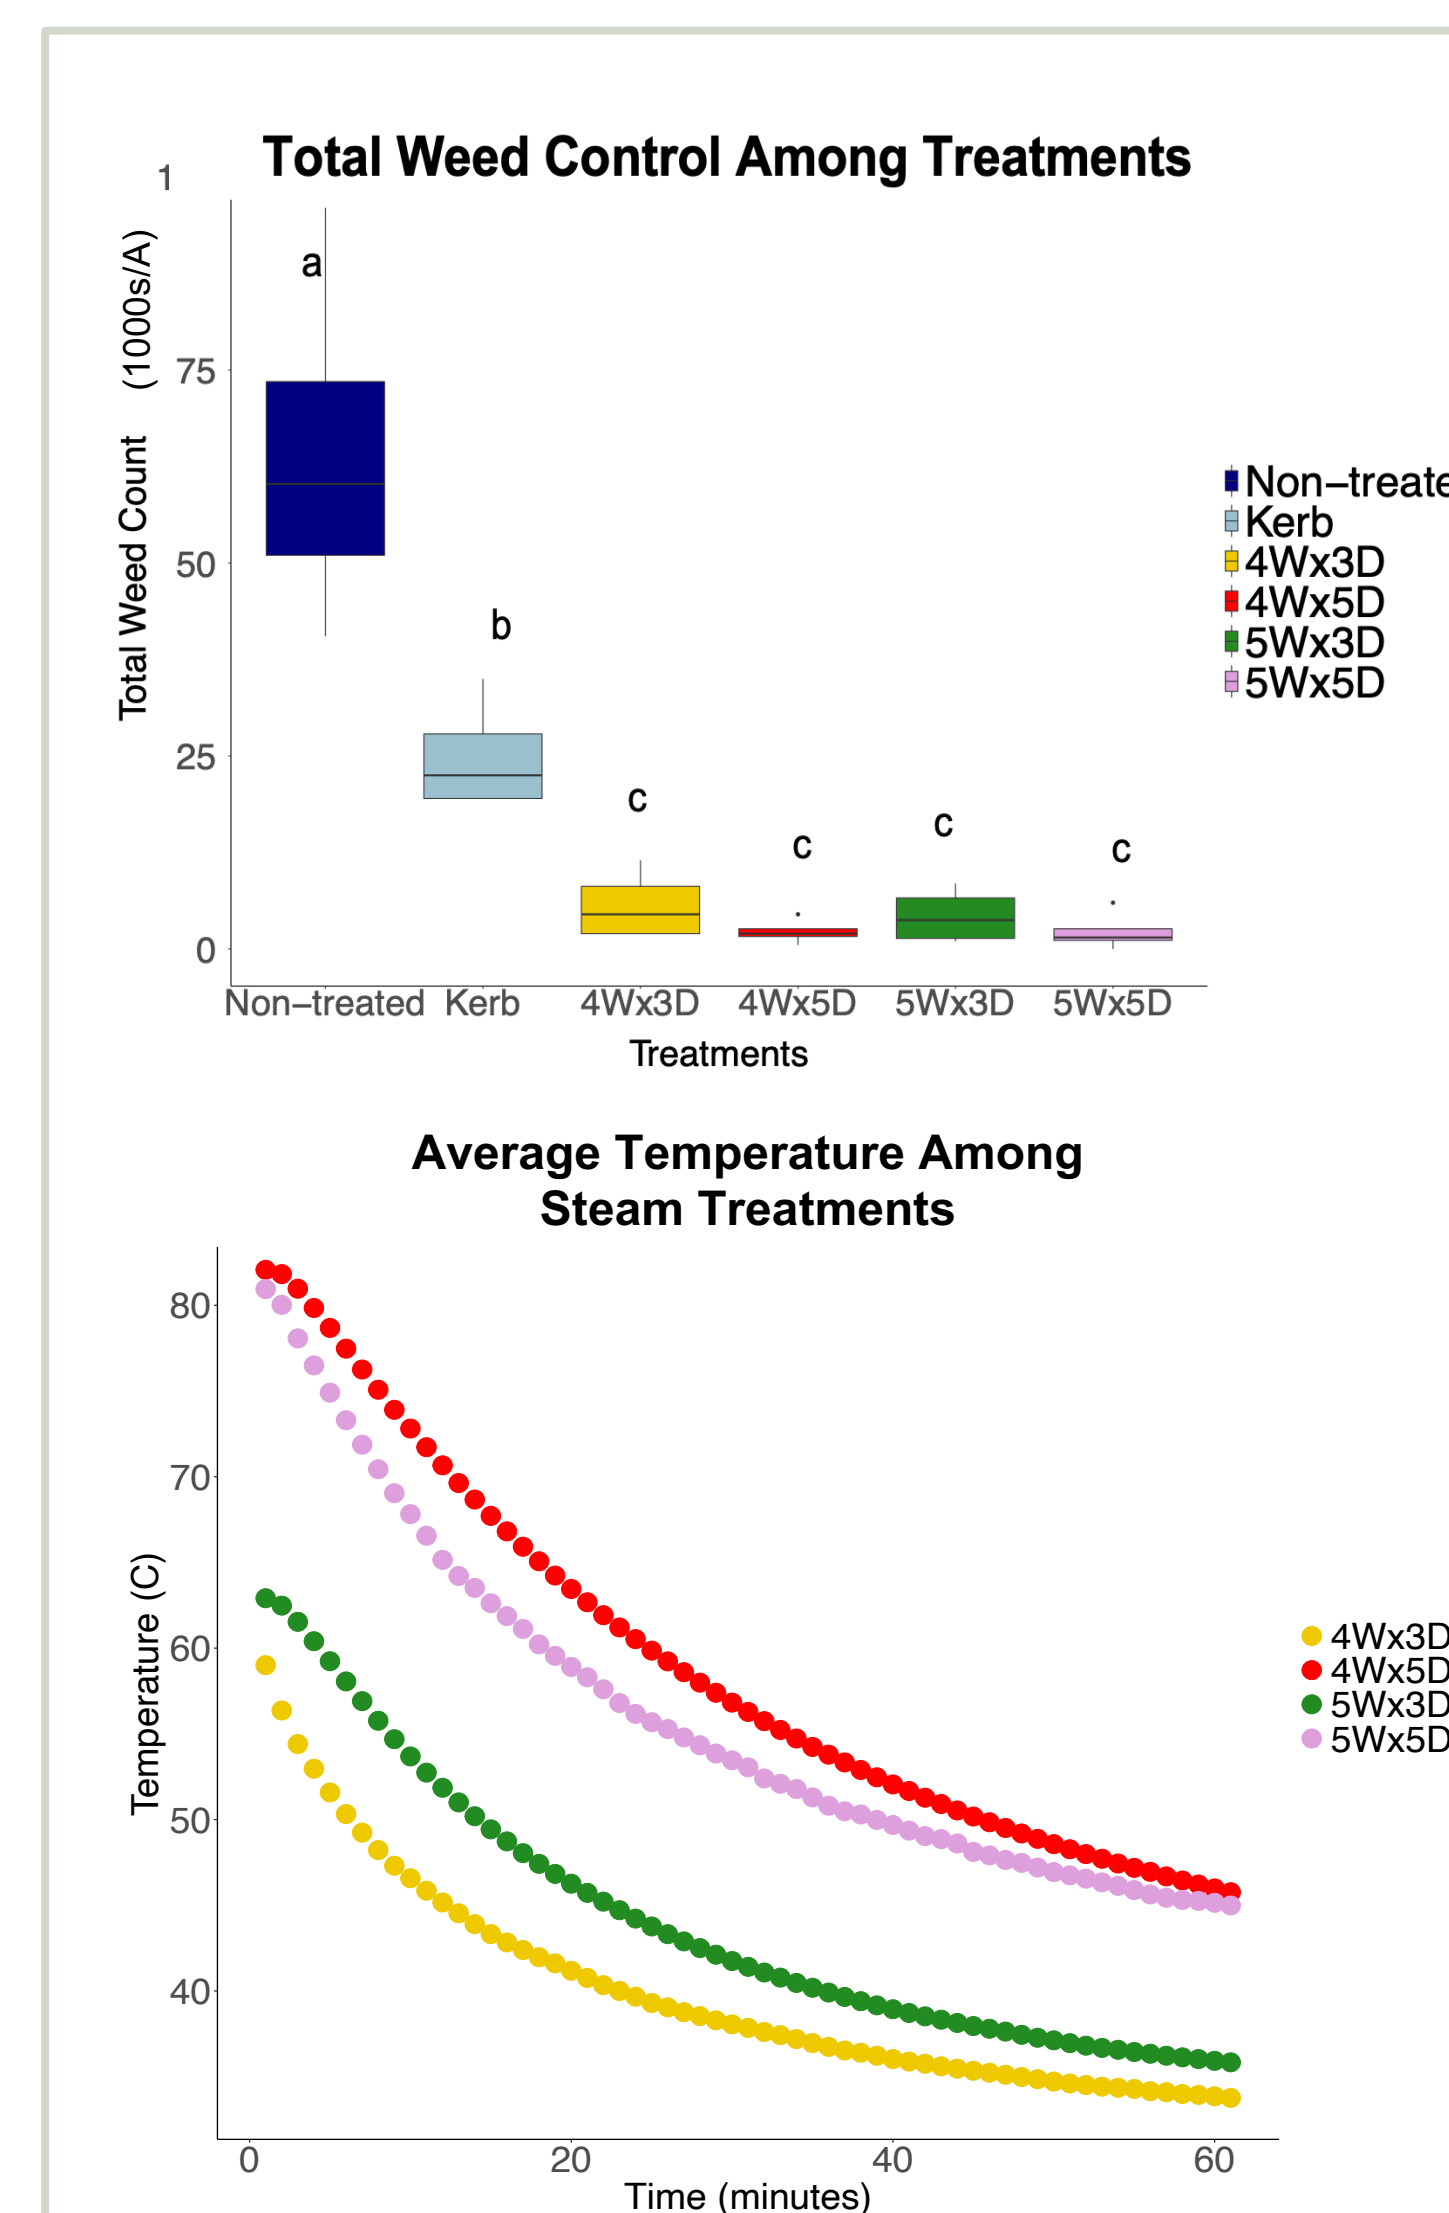 Total Weed Control Among Treatments
1
Total Weed Count (1000s/A)
75
50
25
0
a
b
c
c
c
c
Non−treated Kerb 4Wx3D 4Wx5D 5Wx3D 5Wx5D
Treatments
Non−treate
Kerb
4Wx3D
4Wx5D
5Wx3D
5Wx5D
Average Temperature Among
Steam Treatments
Temperature (C)
80
70
60
50
40
0 20 40 60
Time (minutes)
4Wx3D
4Wx5D
5Wx3D
5Wx5D